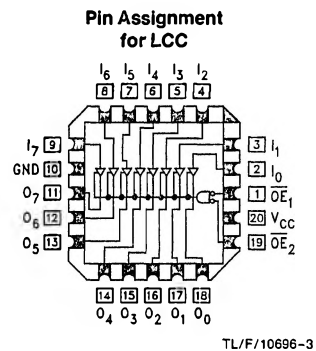 Pin Assignment
for LCC
I6 I5 I4 I3 I2
8 7 6 5 4
I7 9
GND 10
O7 11
O6 12
O5 13
3 I1
2 I0
1 OE1
20 VCC
19 OE2
14 15 16 17 18
O4 O3 O2 O1 O0
TL/F/10696-3